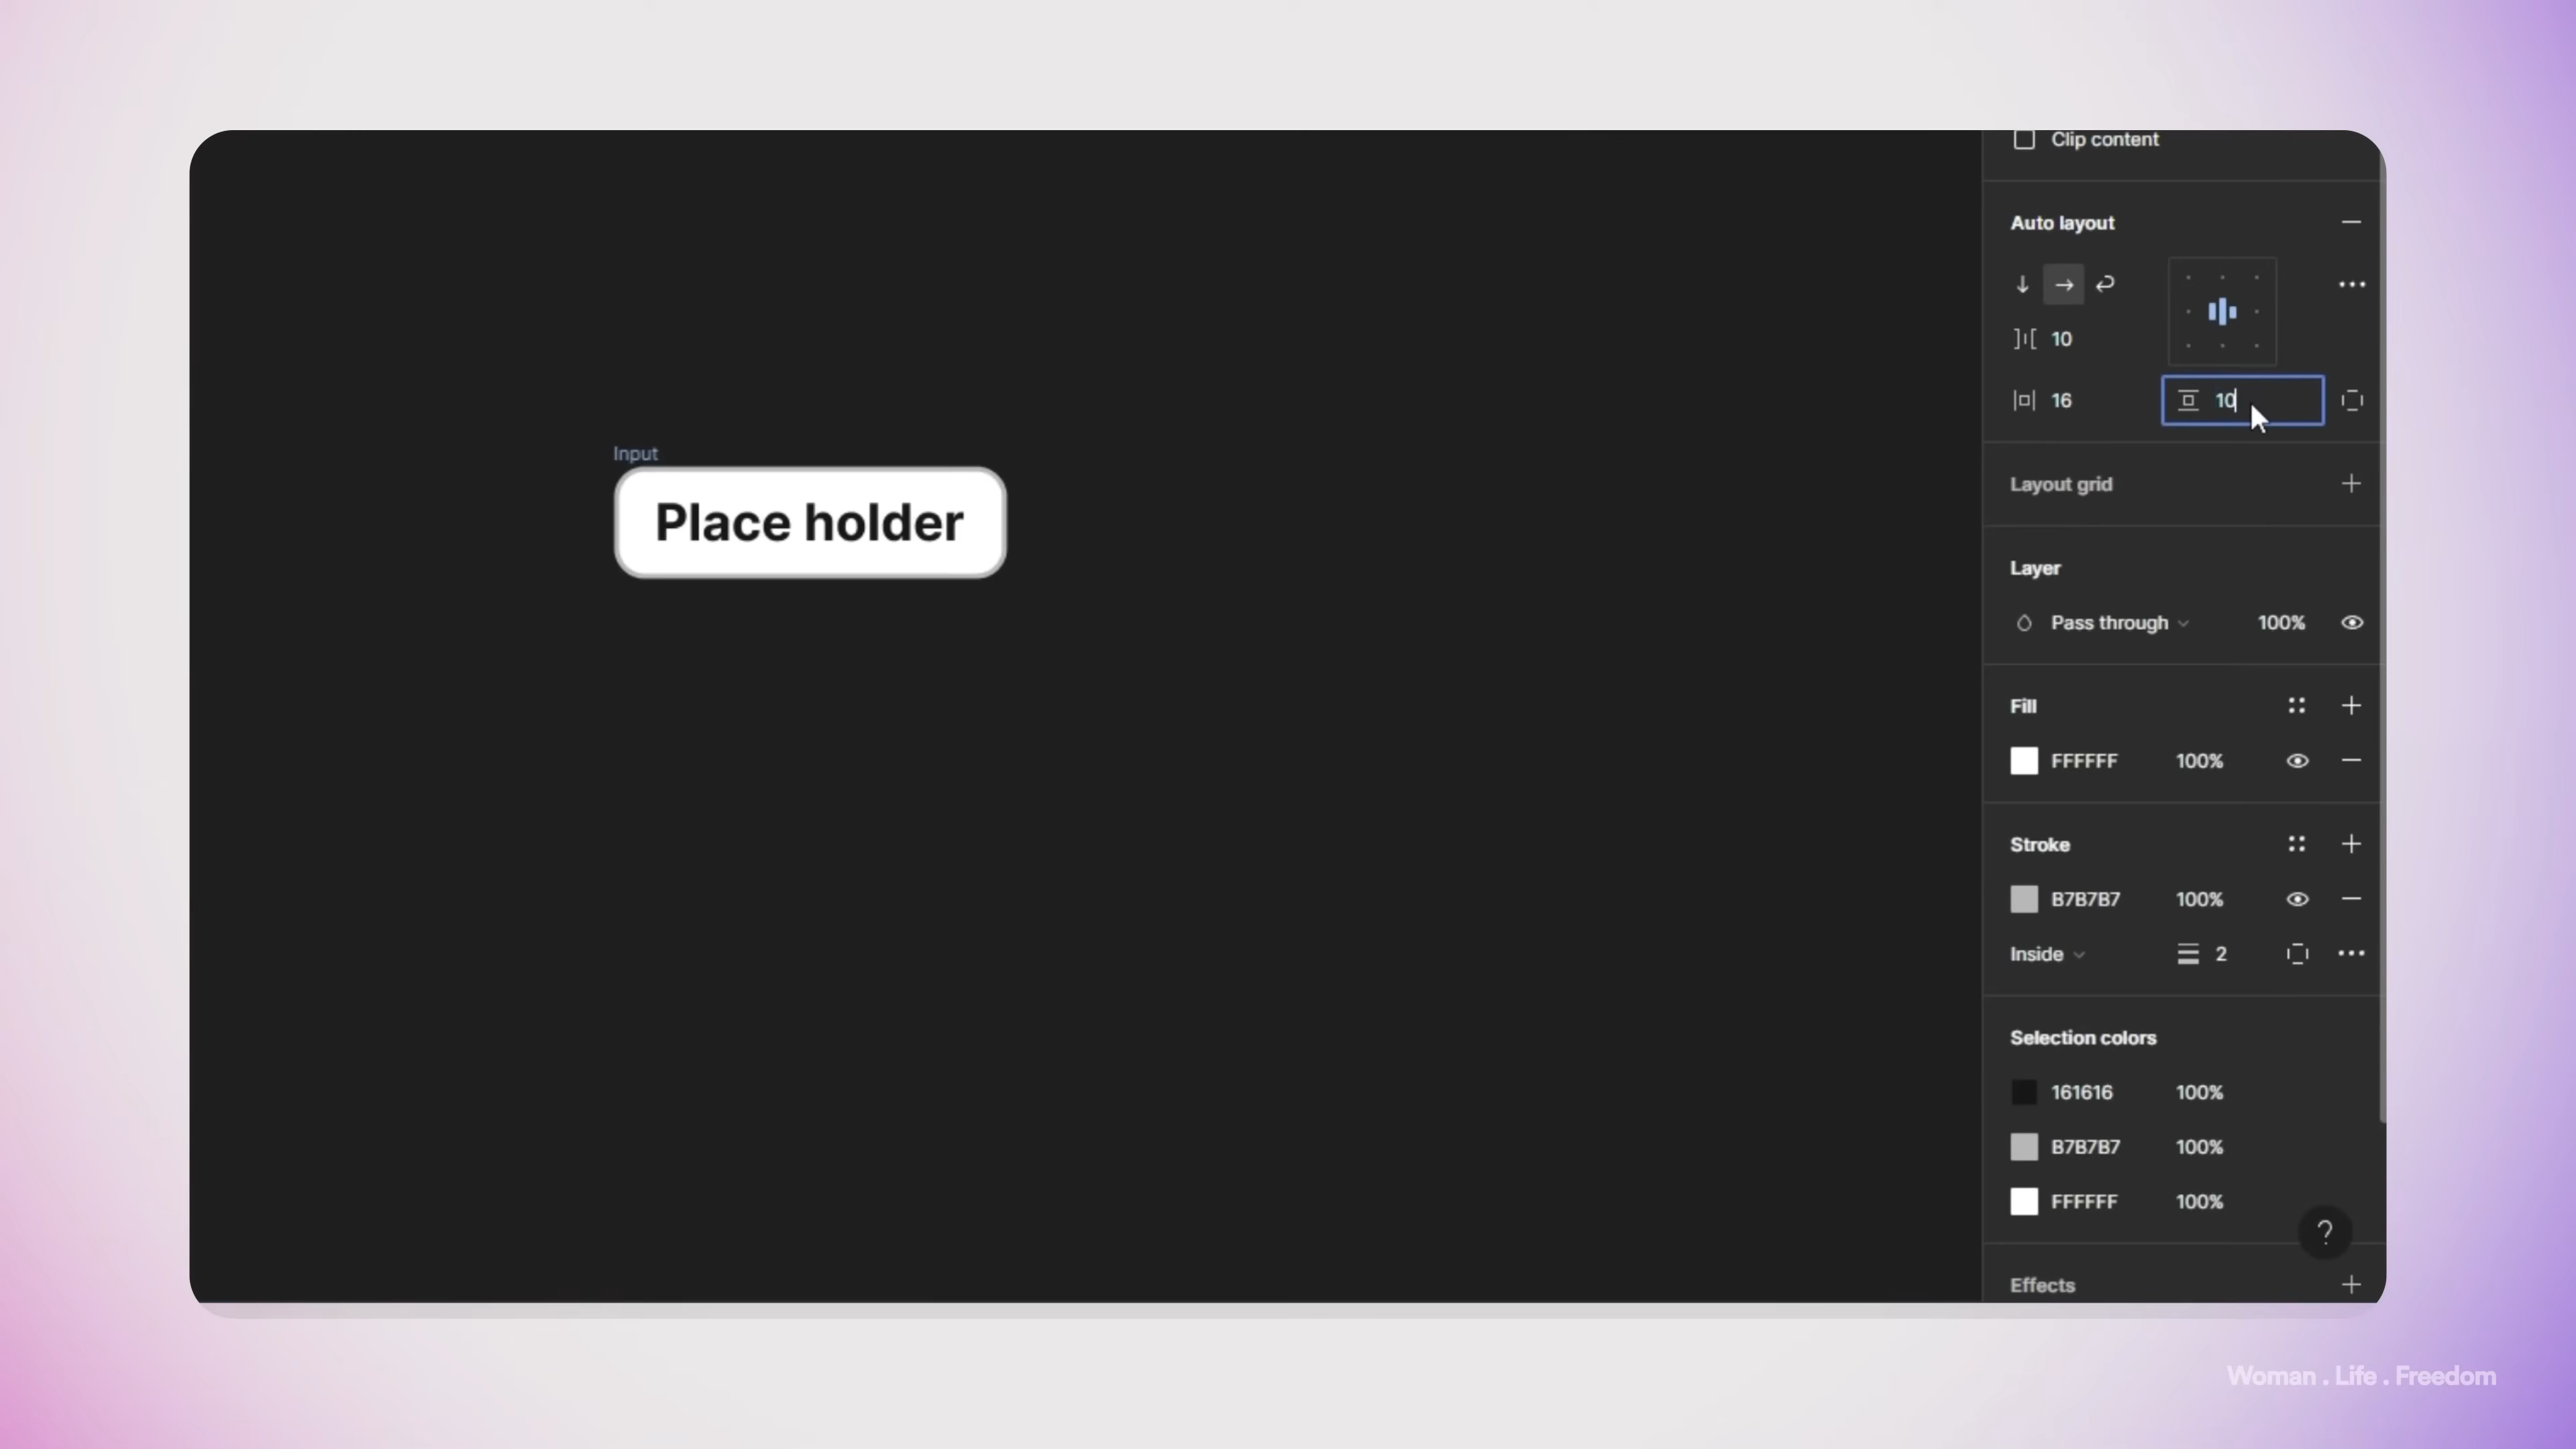 Clip content
Auto layout
10
16
10
Input
Place holder
Layout grid
Layer
Pass through 100%
Fill
FFFFFF 100%
Stroke
B7B7B7 100%
Inside 2
Selection colors
161616 100%
B7B7B7 100%
FFFFFF 100%
?
Effects
Woman . Life . Freedom